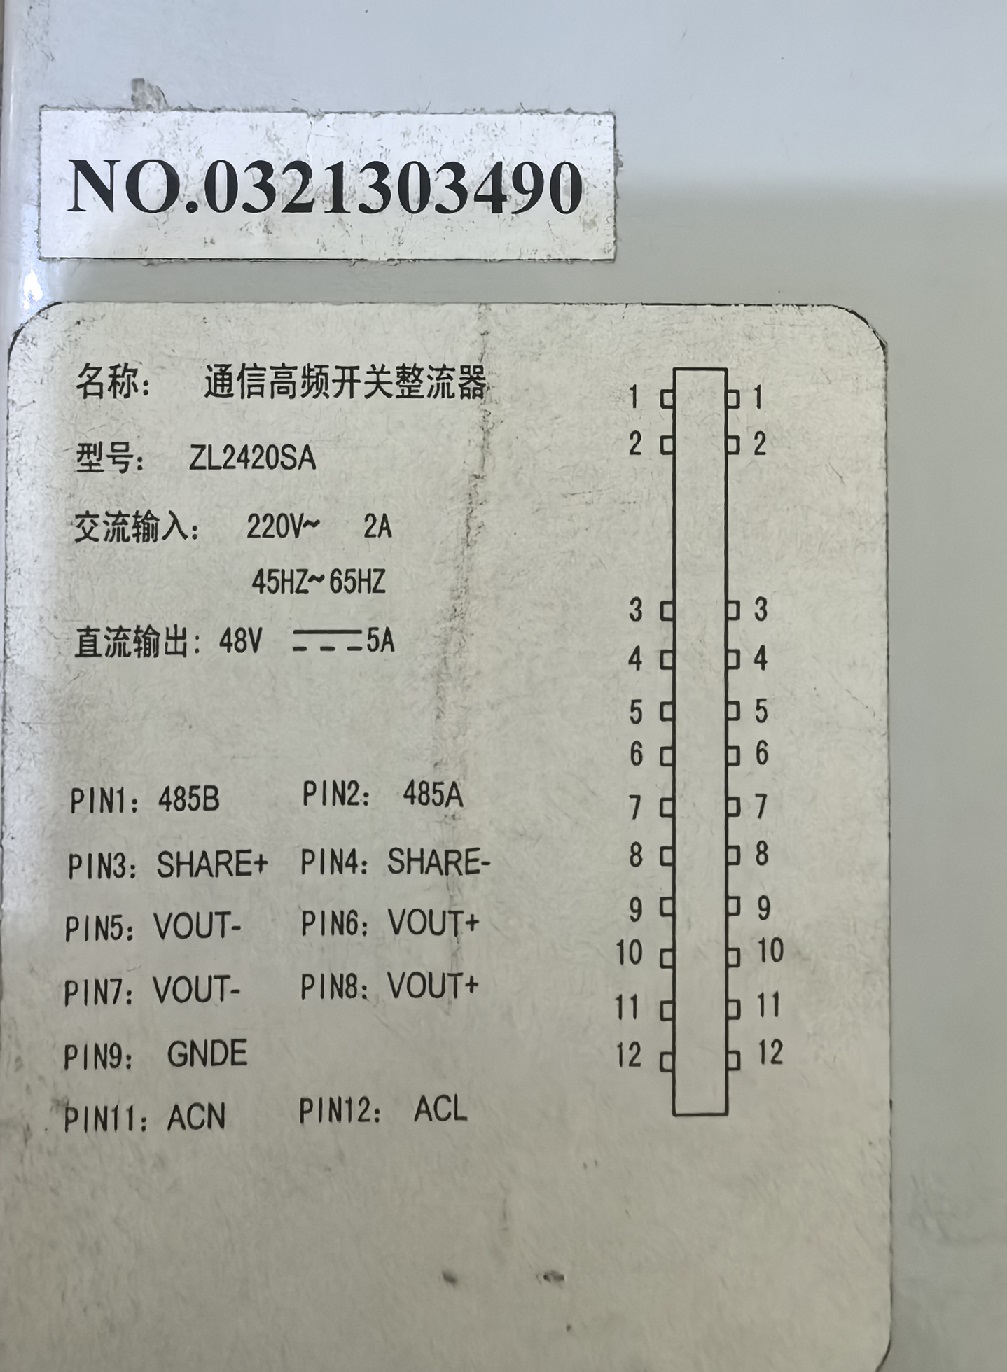 NO.0321303490
名称： 通信高频开关整流器
型号： ZL2420SA
交流输入： 220V~ 2A
45HZ~65HZ
直流输出：48V ⎓ 5A
PIN1：485B PIN2：485A
PIN3：SHARE+ PIN4：SHARE-
PIN5：VOUT- PIN6：VOUT+
PIN7：VOUT- PIN8：VOUT+
PIN9：GNDE
PIN11：ACN PIN12：ACL
1 1
2 2
3 3
4 4
5 5
6 6
7 7
8 8
9 9
10 10
11 11
12 12